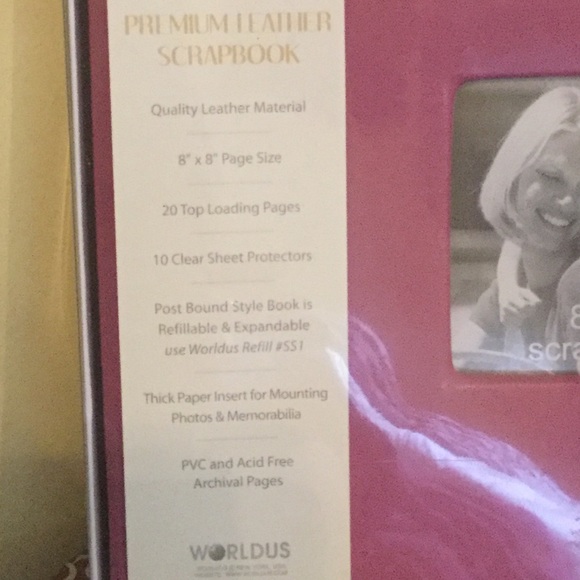 PREMIUM LEATHER
SCRAPBOOK
Quality Leather Material
8" x 8" Page Size
20 Top Loading Pages
10 Clear Sheet Protectors
Post Bound Style Book is
Refillable & Expandable
use Worldus Refill #SS1
Thick Paper Insert for Mounting
Photos & Memorabilia
PVC and Acid Free
Archival Pages
WORLDUS
8
scra